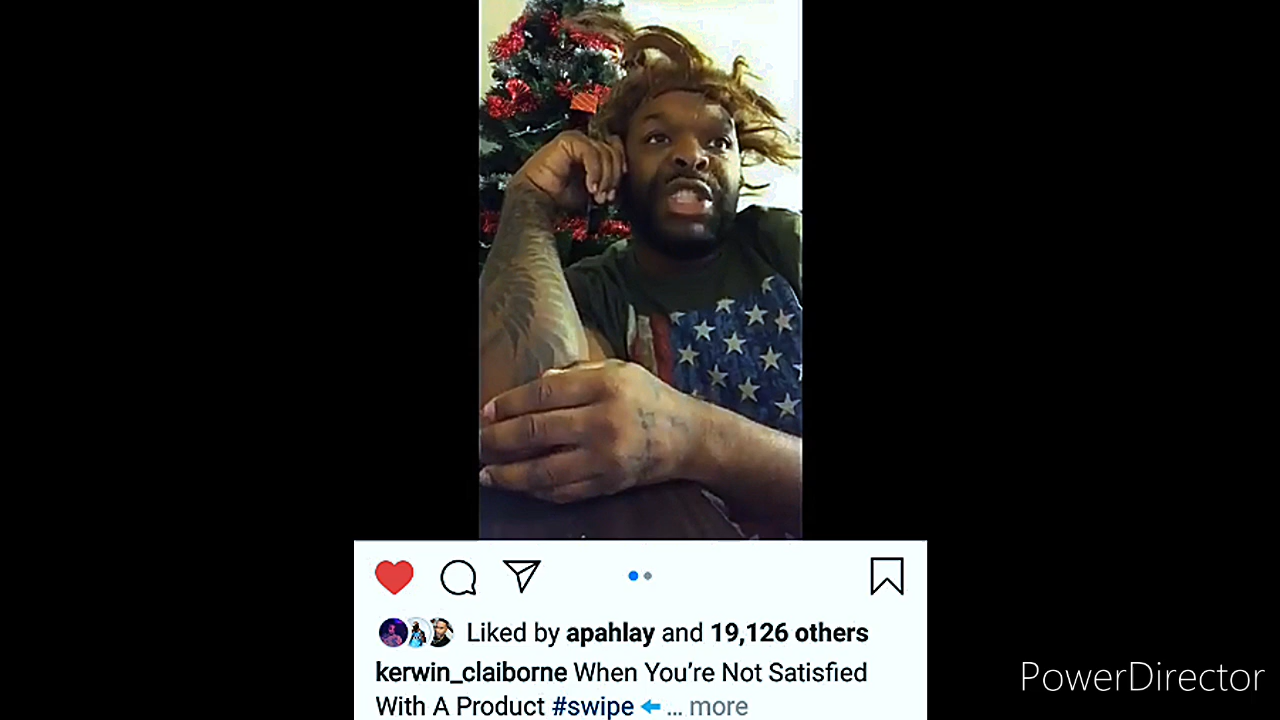 Liked by apahlay and 19,126 others
kerwin_claiborne When You're Not Satisfied
With A Product #swipe ... more
PowerDirector